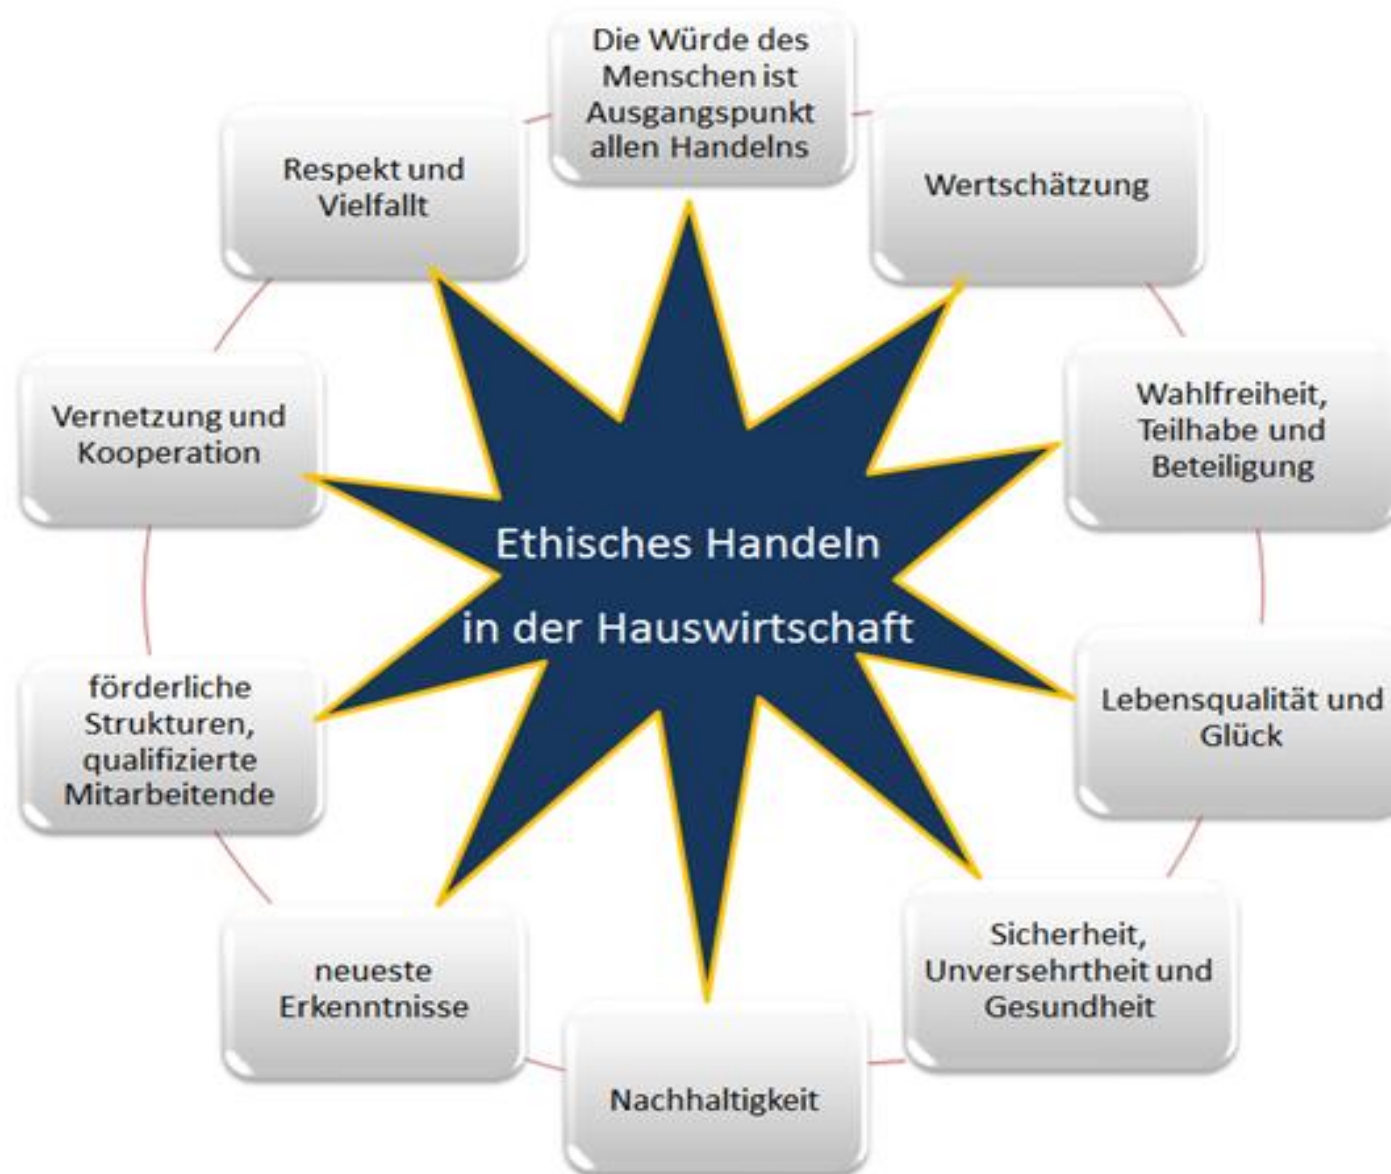 Die Würde des
Menschen ist
Ausgangspunkt
allen Handelns
Wertschätzung
Wahlfreiheit,
Teilhabe und
Beteiligung
Lebensqualität und
Glück
Sicherheit,
Unversehrtheit und
Gesundheit
Nachhaltigkeit
neueste
Erkenntnisse
förderliche
Strukturen,
qualifizierte
Mitarbeitende
Vernetzung und
Kooperation
Respekt und
Vielfallt
Ethisches Handeln
in der Hauswirtschaft